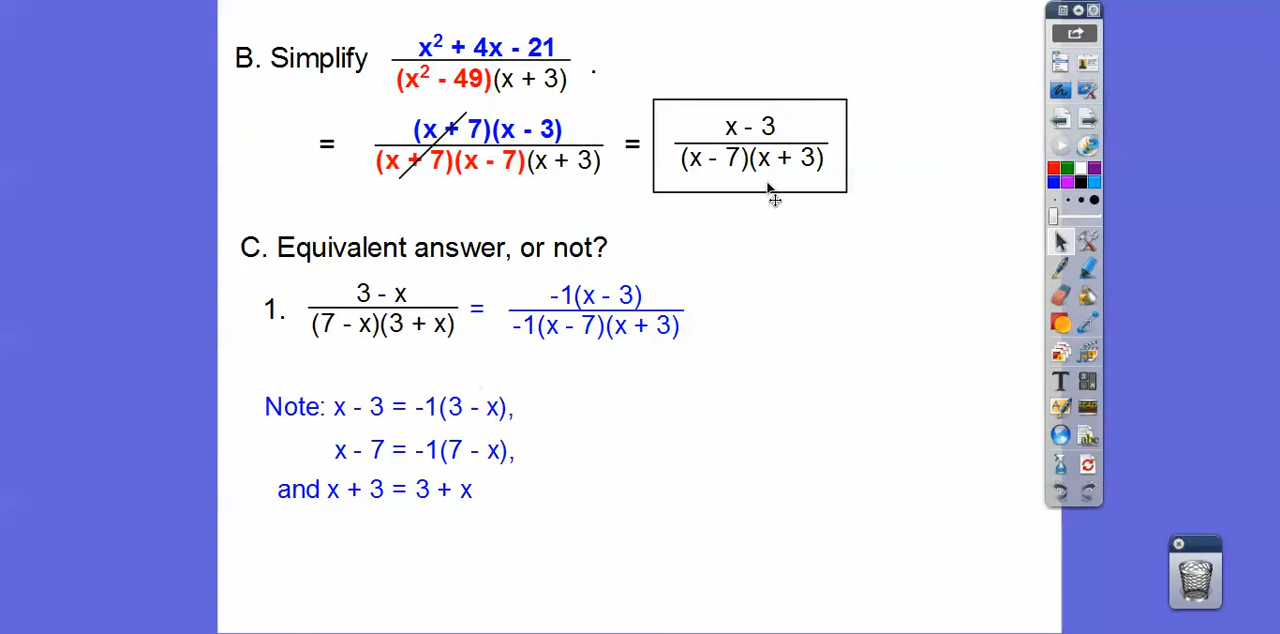 B. Simplify (x² + 4x - 21)/((x² - 49)(x + 3)) .
= ((x + 7)(x - 3))/((x + 7)(x - 7)(x + 3)) = (x - 3)/((x - 7)(x + 3))
C. Equivalent answer, or not?
1. (3 - x)/((7 - x)(3 + x)) = (-1(x - 3))/(-1(x - 7)(x + 3))
Note: x - 3 = -1(3 - x),
x - 7 = -1(7 - x),
and x + 3 = 3 + x
T
abc